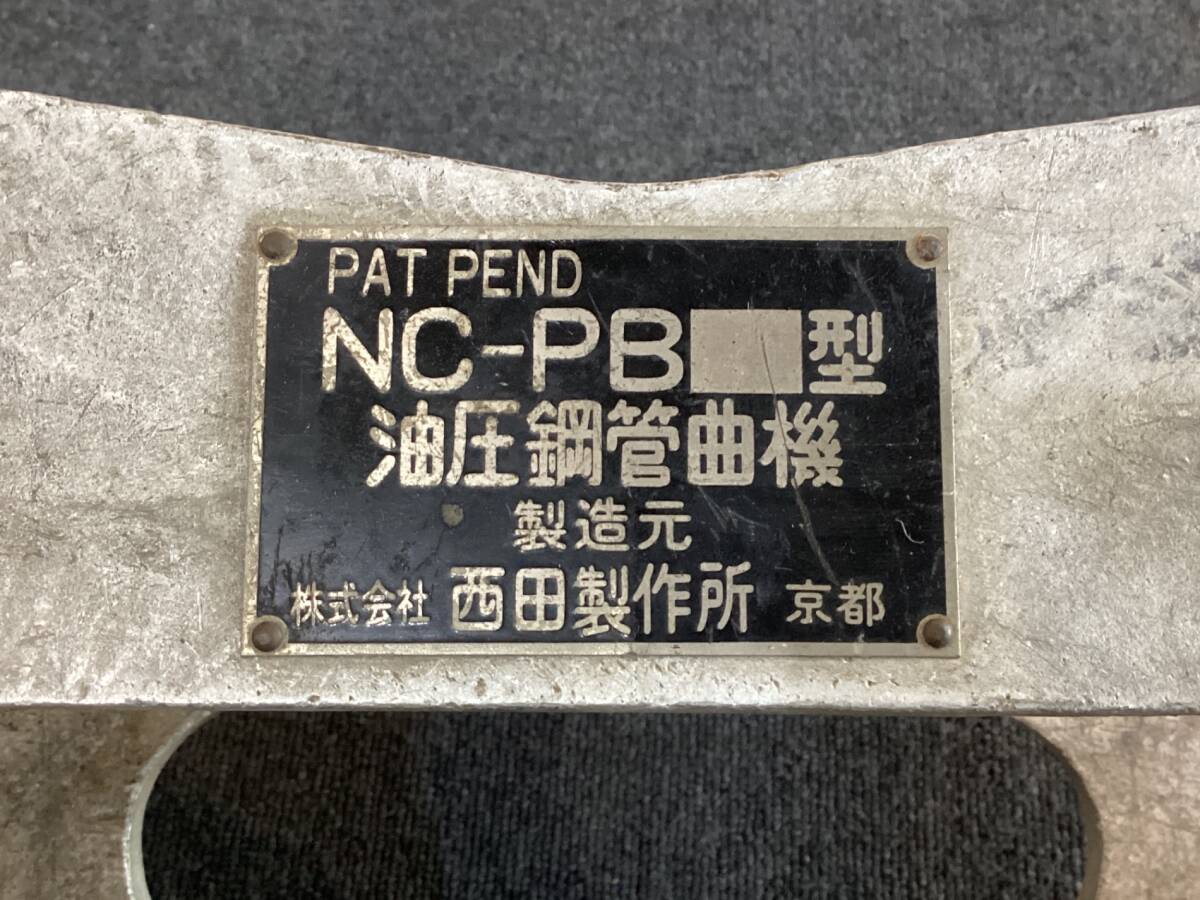 PAT PEND
NC-PB 型
油圧鋼管曲機
製造元
株式会社 西田製作所 京都